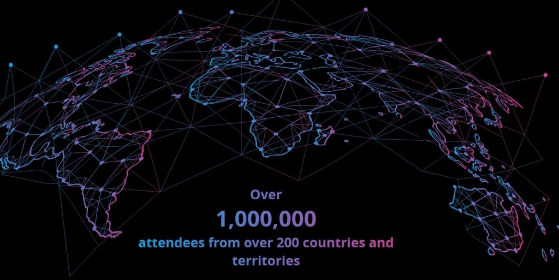 Over
1,000,000
attendees from over 200 countries and
territories